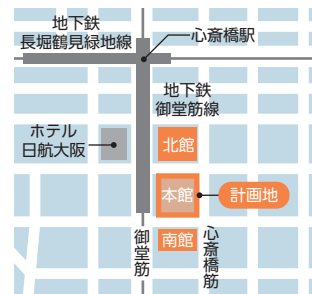 地下鉄
長堀鶴見緑地線
心斎橋駅
地下鉄
御堂筋線
ホテル
日航大阪
北館
本館
計画地
南館
御堂筋
心斎橋筋